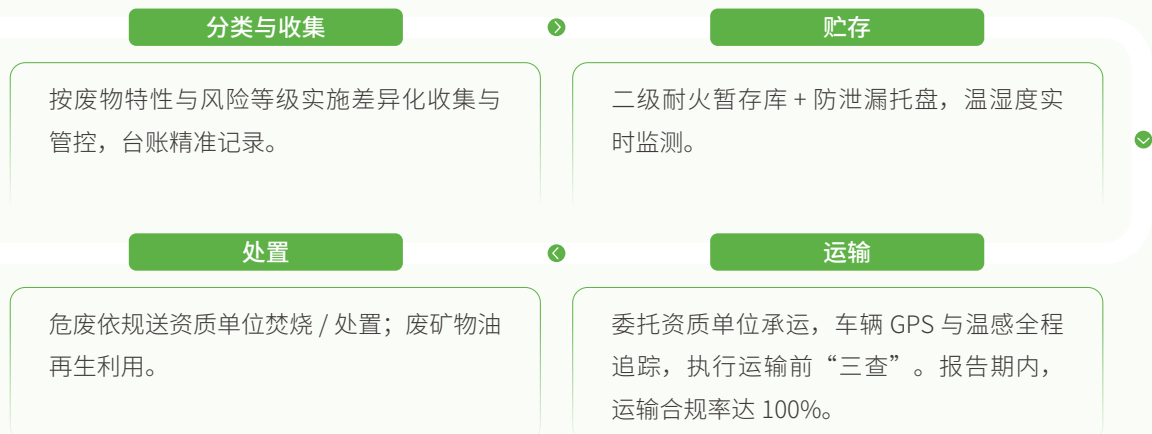 分类与收集
按废物特性与风险等级实施差异化收集与
管控，台账精准记录。
贮存
二级耐火暂存库 + 防泄漏托盘，温湿度实
时监测。
运输
委托资质单位承运，车辆 GPS 与温感全程
追踪，执行运输前“三查”。报告期内，
运输合规率达 100%。
处置
危废依规送资质单位焚烧 / 处置；废矿物油
再生利用。